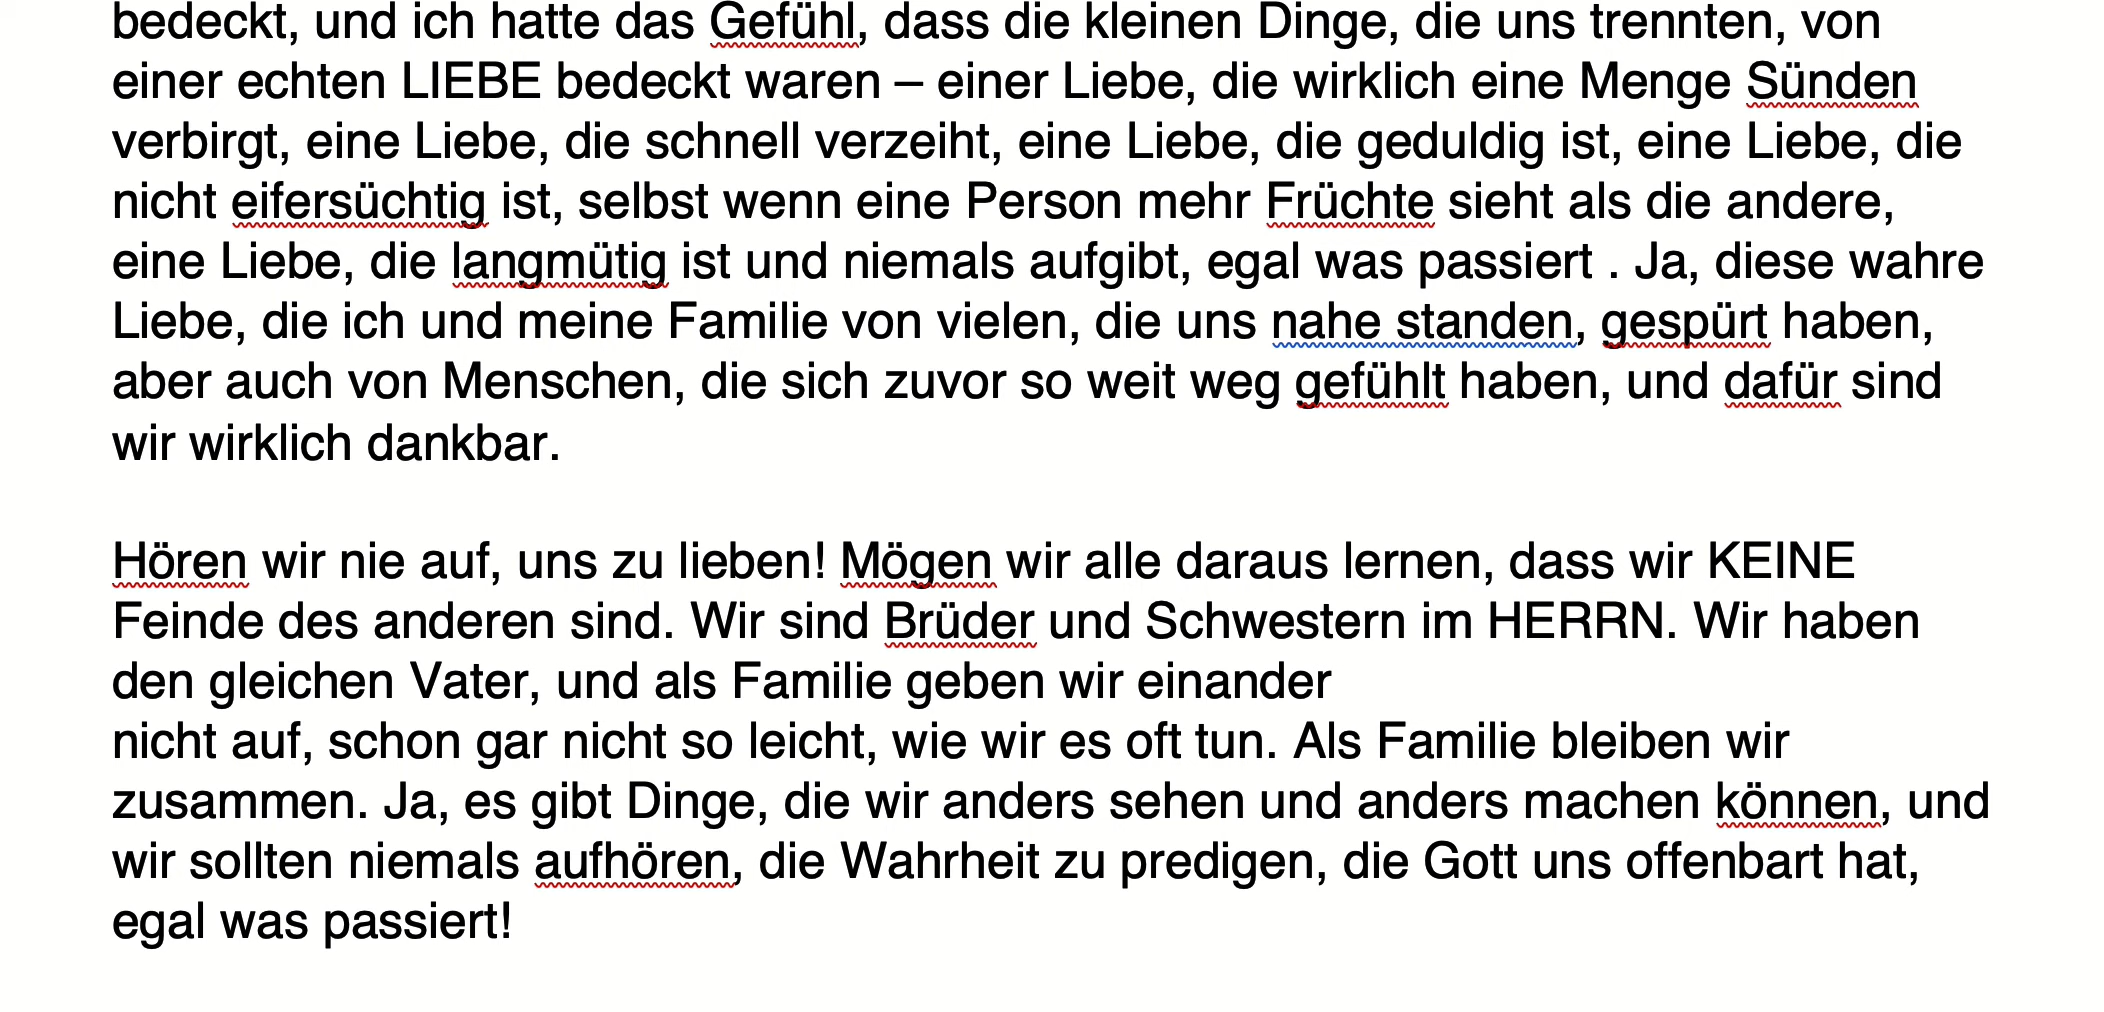 bedeckt, und ich hatte das Gefühl, dass die kleinen Dinge, die uns trennten, von
einer echten LIEBE bedeckt waren – einer Liebe, die wirklich eine Menge Sünden
verbirgt, eine Liebe, die schnell verzeiht, eine Liebe, die geduldig ist, eine Liebe, die
nicht eifersüchtig ist, selbst wenn eine Person mehr Früchte sieht als die andere,
eine Liebe, die langmütig ist und niemals aufgibt, egal was passiert . Ja, diese wahre
Liebe, die ich und meine Familie von vielen, die uns nahe standen, gespürt haben,
aber auch von Menschen, die sich zuvor so weit weg gefühlt haben, und dafür sind
wir wirklich dankbar.
Hören wir nie auf, uns zu lieben! Mögen wir alle daraus lernen, dass wir KEINE
Feinde des anderen sind. Wir sind Brüder und Schwestern im HERRN. Wir haben
den gleichen Vater, und als Familie geben wir einander
nicht auf, schon gar nicht so leicht, wie wir es oft tun. Als Familie bleiben wir
zusammen. Ja, es gibt Dinge, die wir anders sehen und anders machen können, und
wir sollten niemals aufhören, die Wahrheit zu predigen, die Gott uns offenbart hat,
egal was passiert!